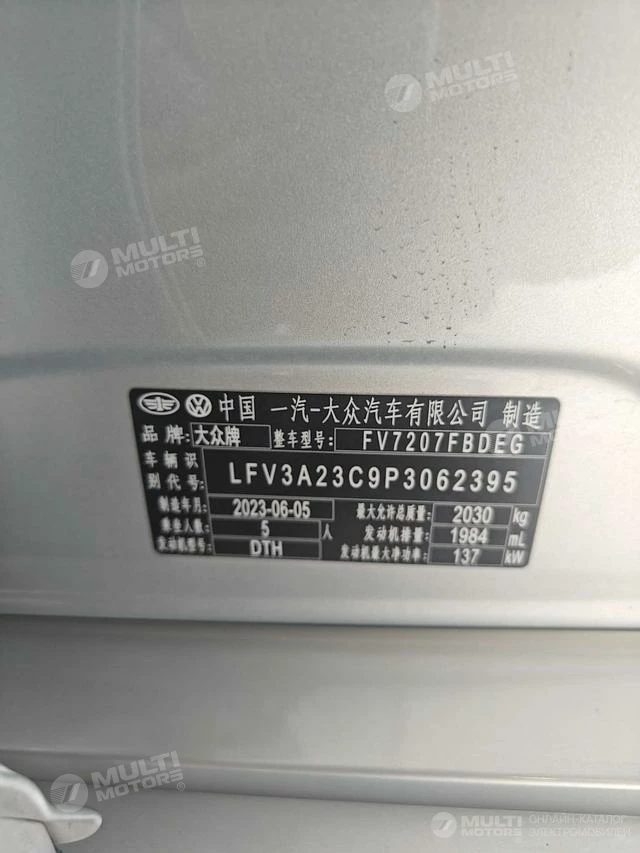 MULTI
MOTORS
MULTI
MOTORS
中国 一汽-大众汽车有限公司 制造
品 牌: 大众牌 整车型号: FV7207FBDEG
车 辆 识
别 代 号: LFV3A23C9P3062395
制造年月: 2023-06-05 最大允许总质量: 2030 kg
乘坐人数: 5 人 发动机排量: 1984 mL
发动机型号: DTH 发动机最大净功率: 137 kW
MULTI
MOTORS
MULTI
MOTORS
ОНЛАЙН-КАТАЛОГ
ЭЛЕКТРОМОБИЛЕЙ